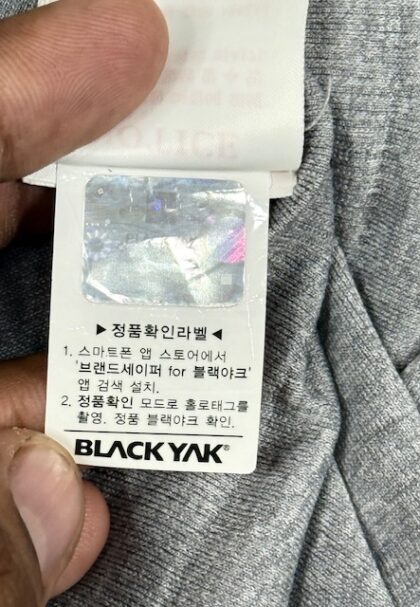 ▶정품확인라벨◀
1. 스마트폰 앱 스토어에서
'브랜드세이퍼 for 블랙야크'
앱 검색 설치.
2. 정품확인 모드로 홀로태그를
촬영. 정품 블랙야크 확인.
BLACKYAK®